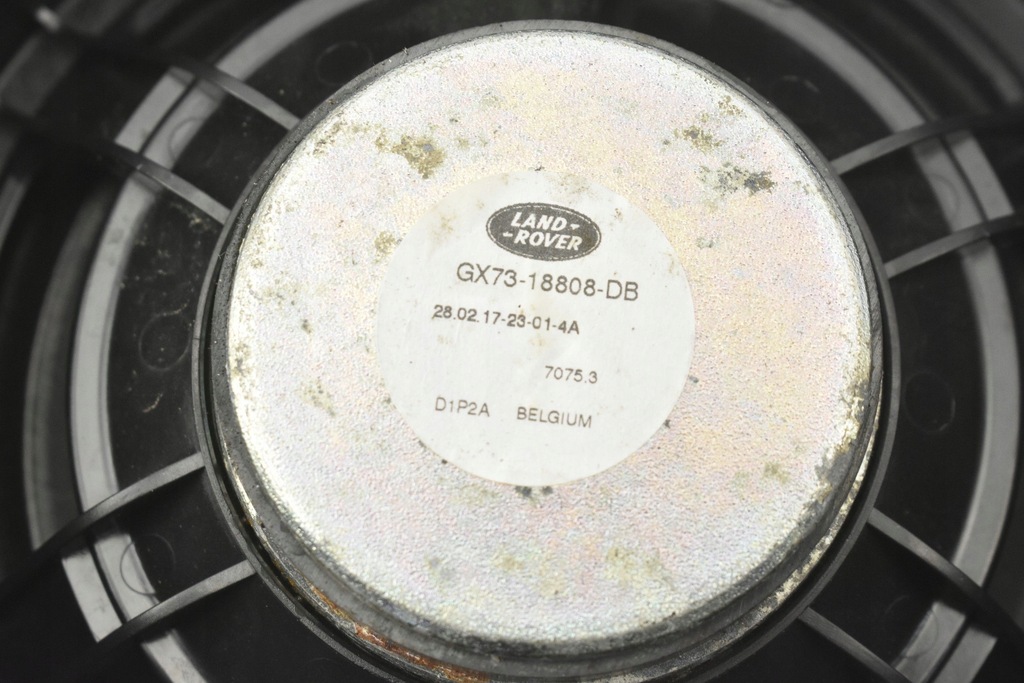 LAND-
-ROVER
GX73-18808-DB
28.02.17-23-01-4A
7075.3
D1P2A BELGIUM